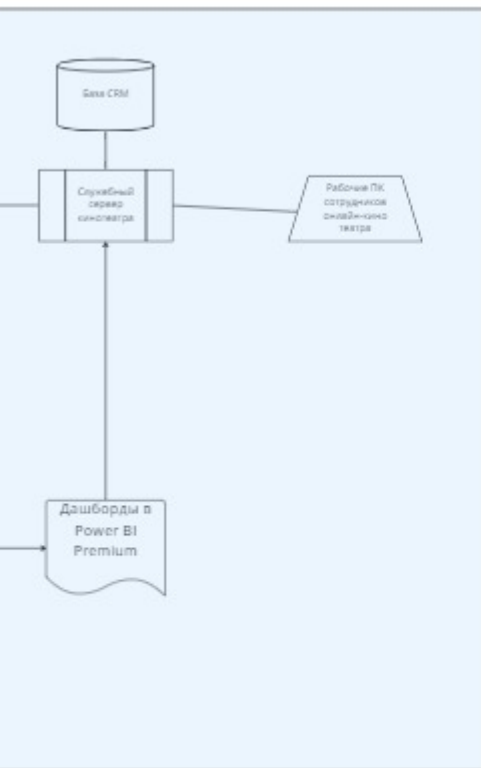 База CRM
Служебный
сервер
кинотеатра
Рабочие ПК
сотрудников
онлайн-кино
театра
Дашборды в
Power BI
Premium